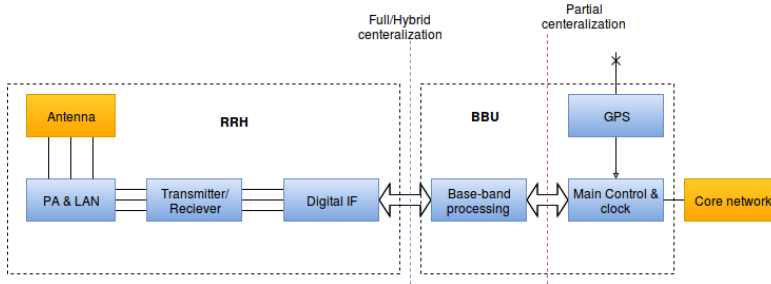 Full/Hybrid
centeralization
Partial
centeralization
Antenna
RRH
BBU
GPS
PA & LAN
Transmitter/
Reciever
Digital IF
Base-band
processing
Main Control &
clock
Core network